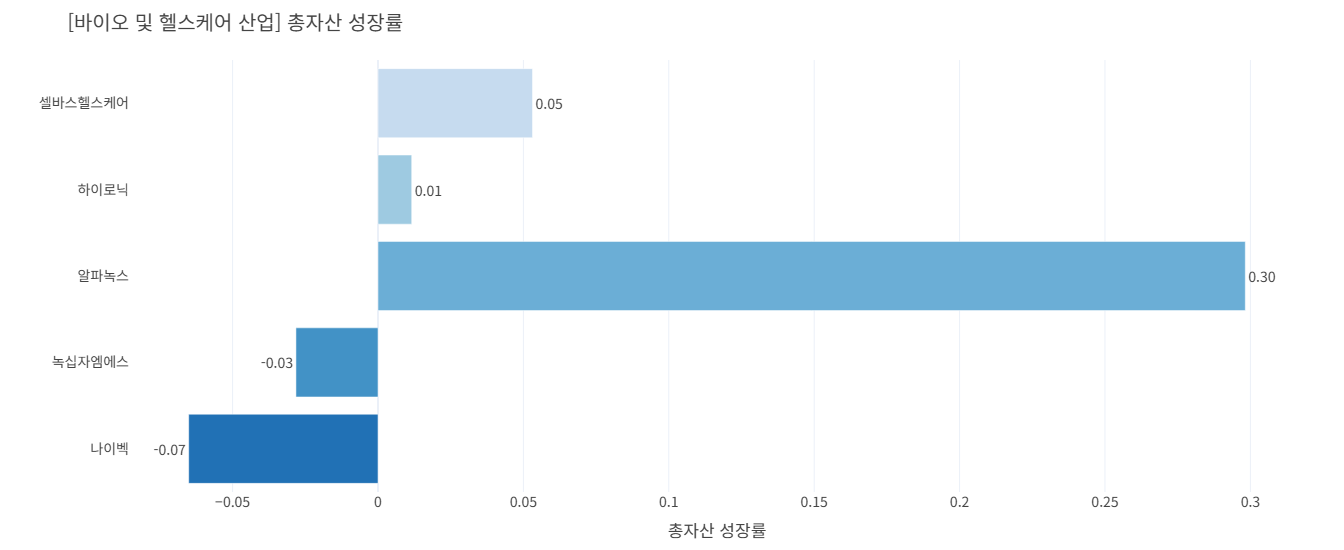 [바이오 및 헬스케어 산업] 총자산 성장률
셀바스헬스케어
0.05
하이로닉
0.01
알파녹스
0.30
녹십자엠에스
-0.03
나이벡
-0.07
−0.05
0
0.05
0.1
0.15
0.2
0.25
0.3
총자산 성장률